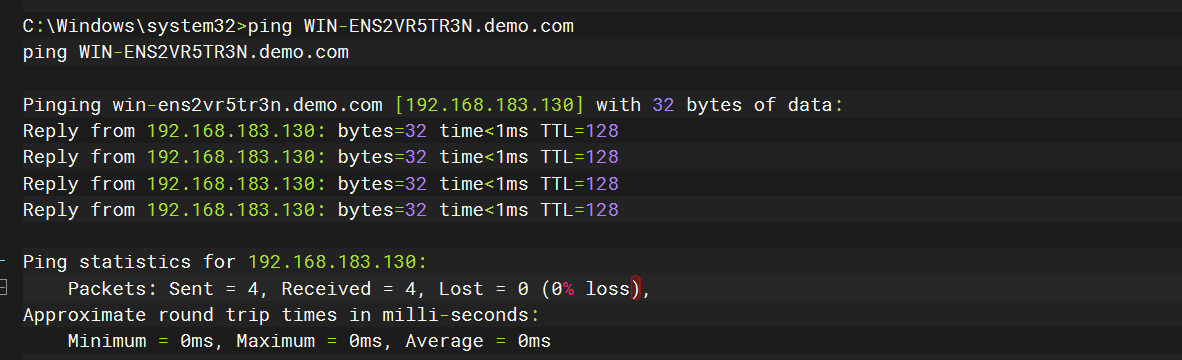 C:\Windows\system32>ping WIN-ENS2VR5TR3N.demo.com
ping WIN-ENS2VR5TR3N.demo.com
Pinging win-ens2vr5tr3n.demo.com [192.168.183.130] with 32 bytes of data:
Reply from 192.168.183.130: bytes=32 time<1ms TTL=128
Reply from 192.168.183.130: bytes=32 time<1ms TTL=128
Reply from 192.168.183.130: bytes=32 time<1ms TTL=128
Reply from 192.168.183.130: bytes=32 time<1ms TTL=128
Ping statistics for 192.168.183.130:
Packets: Sent = 4, Received = 4, Lost = 0 (0% loss),
Approximate round trip times in milli-seconds:
Minimum = 0ms, Maximum = 0ms, Average = 0ms